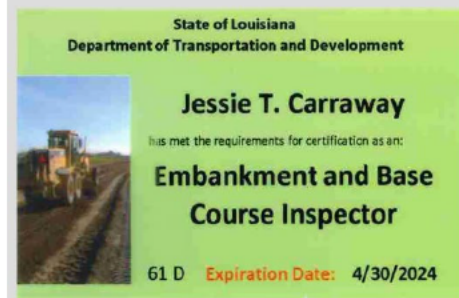 State of Louisiana
Department of Transportation and Development
Jessie T. Carraway
has met the requirements for certification as an:
Embankment and Base
Course Inspector
61 D Expiration Date: 4/30/2024